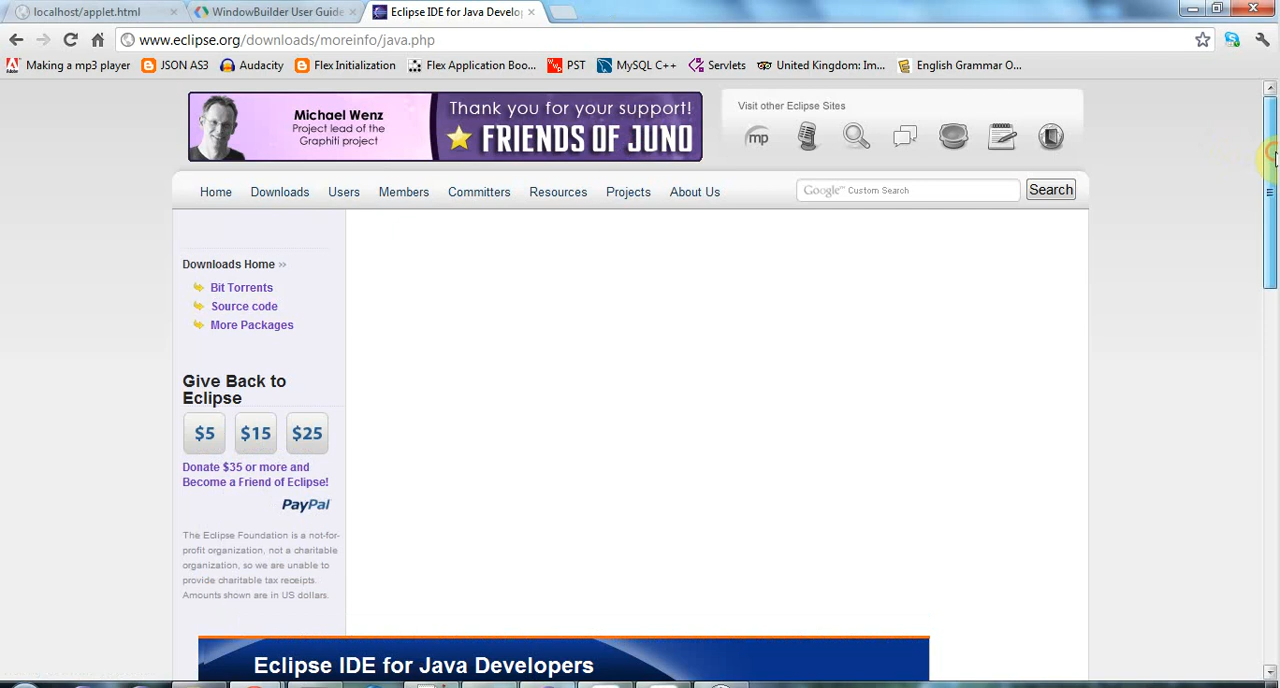 localhost/applet.html
WindowBuilder User Guide
Eclipse IDE for Java Develo
www.eclipse.org/downloads/moreinfo/java.php
Making a mp3 player
JSON AS3
Audacity
Flex Initialization
Flex Application Boo...
PST
MySQL C++
Servlets
United Kingdom: Im...
English Grammar O...
Michael Wenz
Project lead of the
Graphiti project
Thank you for your support!
FRIENDS OF JUNO
Visit other Eclipse Sites
mp
Home
Downloads
Users
Members
Committers
Resources
Projects
About Us
Google™ Custom Search
Search
Downloads Home »
Bit Torrents
Source code
More Packages
Give Back to
Eclipse
$5 $15 $25
Donate $35 or more and
Become a Friend of Eclipse!
PayPal
The Eclipse Foundation is a not-for-
profit organization, not a charitable
organization, so we are unable to
provide charitable tax receipts.
Amounts shown are in US dollars.
Eclipse IDE for Java Developers